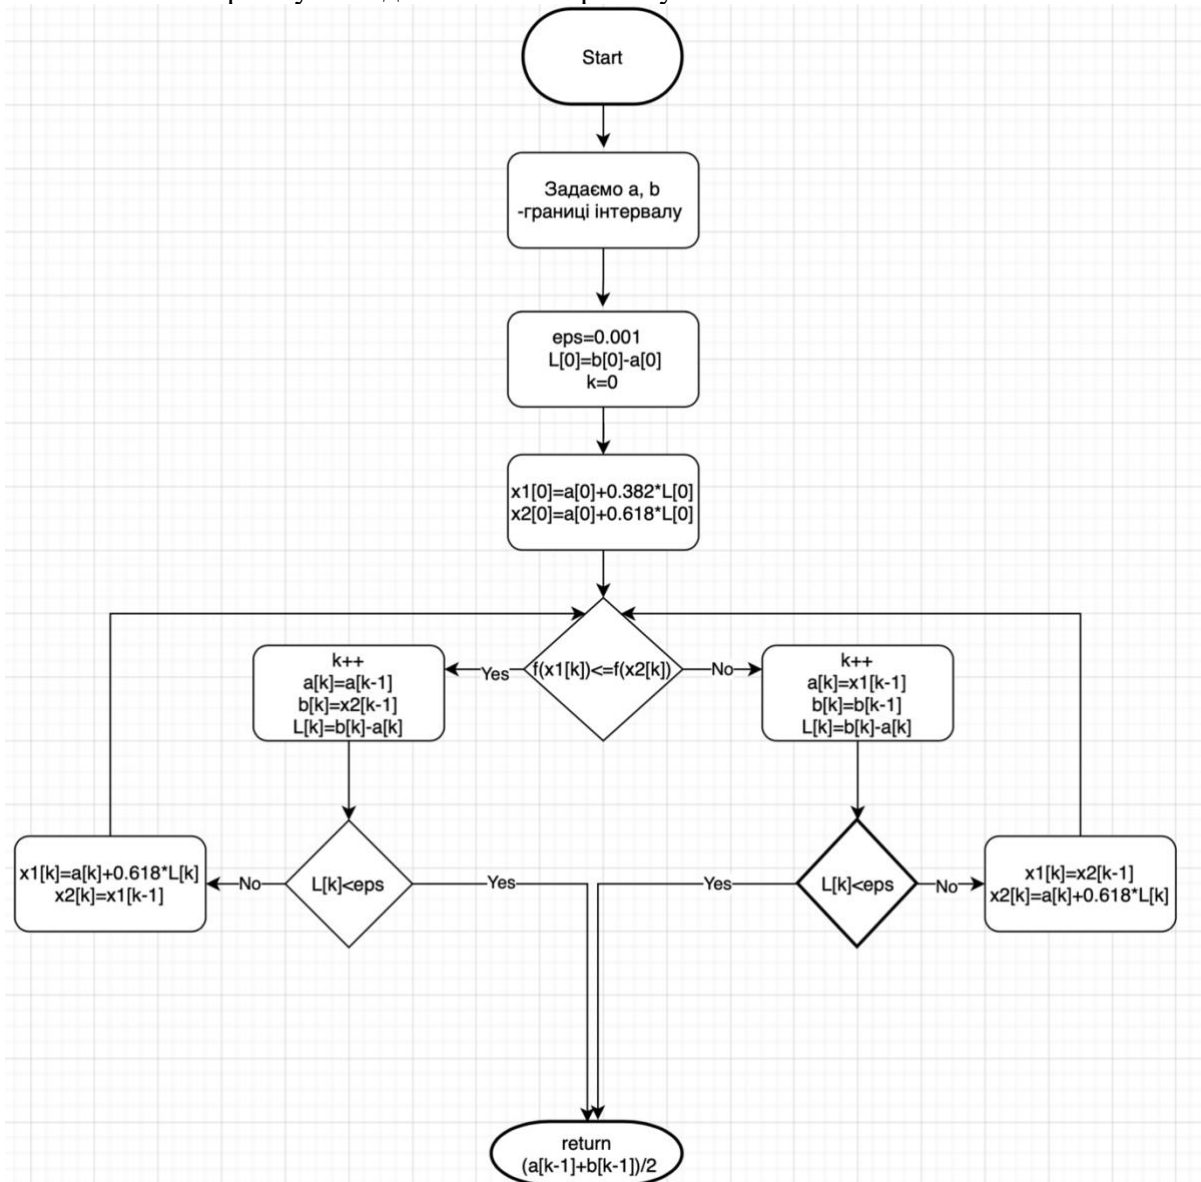 Start
Задаємо a, b
-границі інтервалу
eps=0.001
L[0]=b[0]-a[0]
k=0
x1[0]=a[0]+0.382*L[0]
x2[0]=a[0]+0.618*L[0]
f(x1[k])<=f(x2[k])
Yes
No
k++
a[k]=a[k-1]
b[k]=x2[k-1]
L[k]=b[k]-a[k]
k++
a[k]=x1[k-1]
b[k]=b[k-1]
L[k]=b[k]-a[k]
x1[k]=a[k]+0.618*L[k]
x2[k]=x1[k-1]
No
L[k]<eps
Yes
Yes
L[k]<eps
No
x1[k]=x2[k-1]
x2[k]=a[k]+0.618*L[k]
return
(a[k-1]+b[k-1])/2